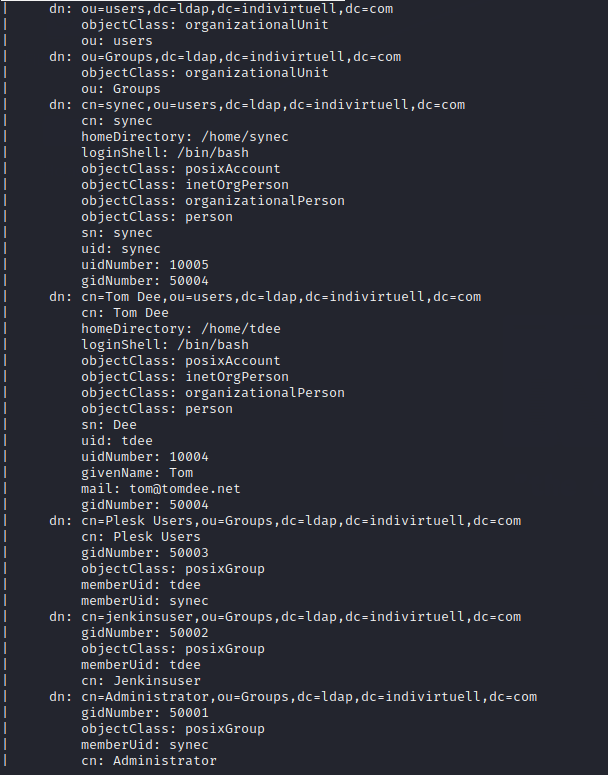 dn: ou=users,dc=ldap,dc=indivirtuell,dc=com
objectClass: organizationalUnit
ou: users
dn: ou=Groups,dc=ldap,dc=indivirtuell,dc=com
objectClass: organizationalUnit
ou: Groups
dn: cn=synec,ou=users,dc=ldap,dc=indivirtuell,dc=com
cn: synec
homeDirectory: /home/synec
loginShell: /bin/bash
objectClass: posixAccount
objectClass: inetOrgPerson
objectClass: organizationalPerson
objectClass: person
sn: synec
uid: synec
uidNumber: 10005
gidNumber: 50004
dn: cn=Tom Dee,ou=users,dc=ldap,dc=indivirtuell,dc=com
cn: Tom Dee
homeDirectory: /home/tdee
loginShell: /bin/bash
objectClass: posixAccount
objectClass: inetOrgPerson
objectClass: organizationalPerson
objectClass: person
sn: Dee
uid: tdee
uidNumber: 10004
givenName: Tom
mail: tom@tomdee.net
gidNumber: 50004
dn: cn=Plesk Users,ou=Groups,dc=ldap,dc=indivirtuell,dc=com
cn: Plesk Users
gidNumber: 50003
objectClass: posixGroup
memberUid: tdee
memberUid: synec
dn: cn=jenkinsuser,ou=Groups,dc=ldap,dc=indivirtuell,dc=com
gidNumber: 50002
objectClass: posixGroup
memberUid: tdee
cn: Jenkinsuser
dn: cn=Administrator,ou=Groups,dc=ldap,dc=indivirtuell,dc=com
gidNumber: 50001
objectClass: posixGroup
memberUid: synec
cn: Administrator